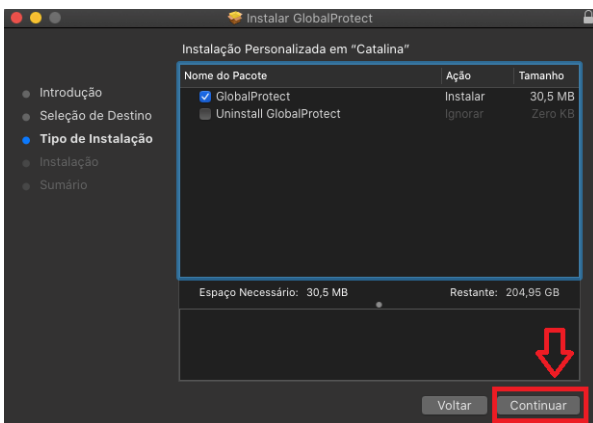 Instalar GlobalProtect
Instalação Personalizada em “Catalina”
Nome do Pacote Ação Tamanho
GlobalProtect Instalar 30,5 MB
Uninstall GlobalProtect Ignorar Zero KB
Introdução
Seleção de Destino
Tipo de Instalação
Instalação
Sumário
Espaço Necessário: 30,5 MB Restante: 204,95 GB
Voltar Continuar